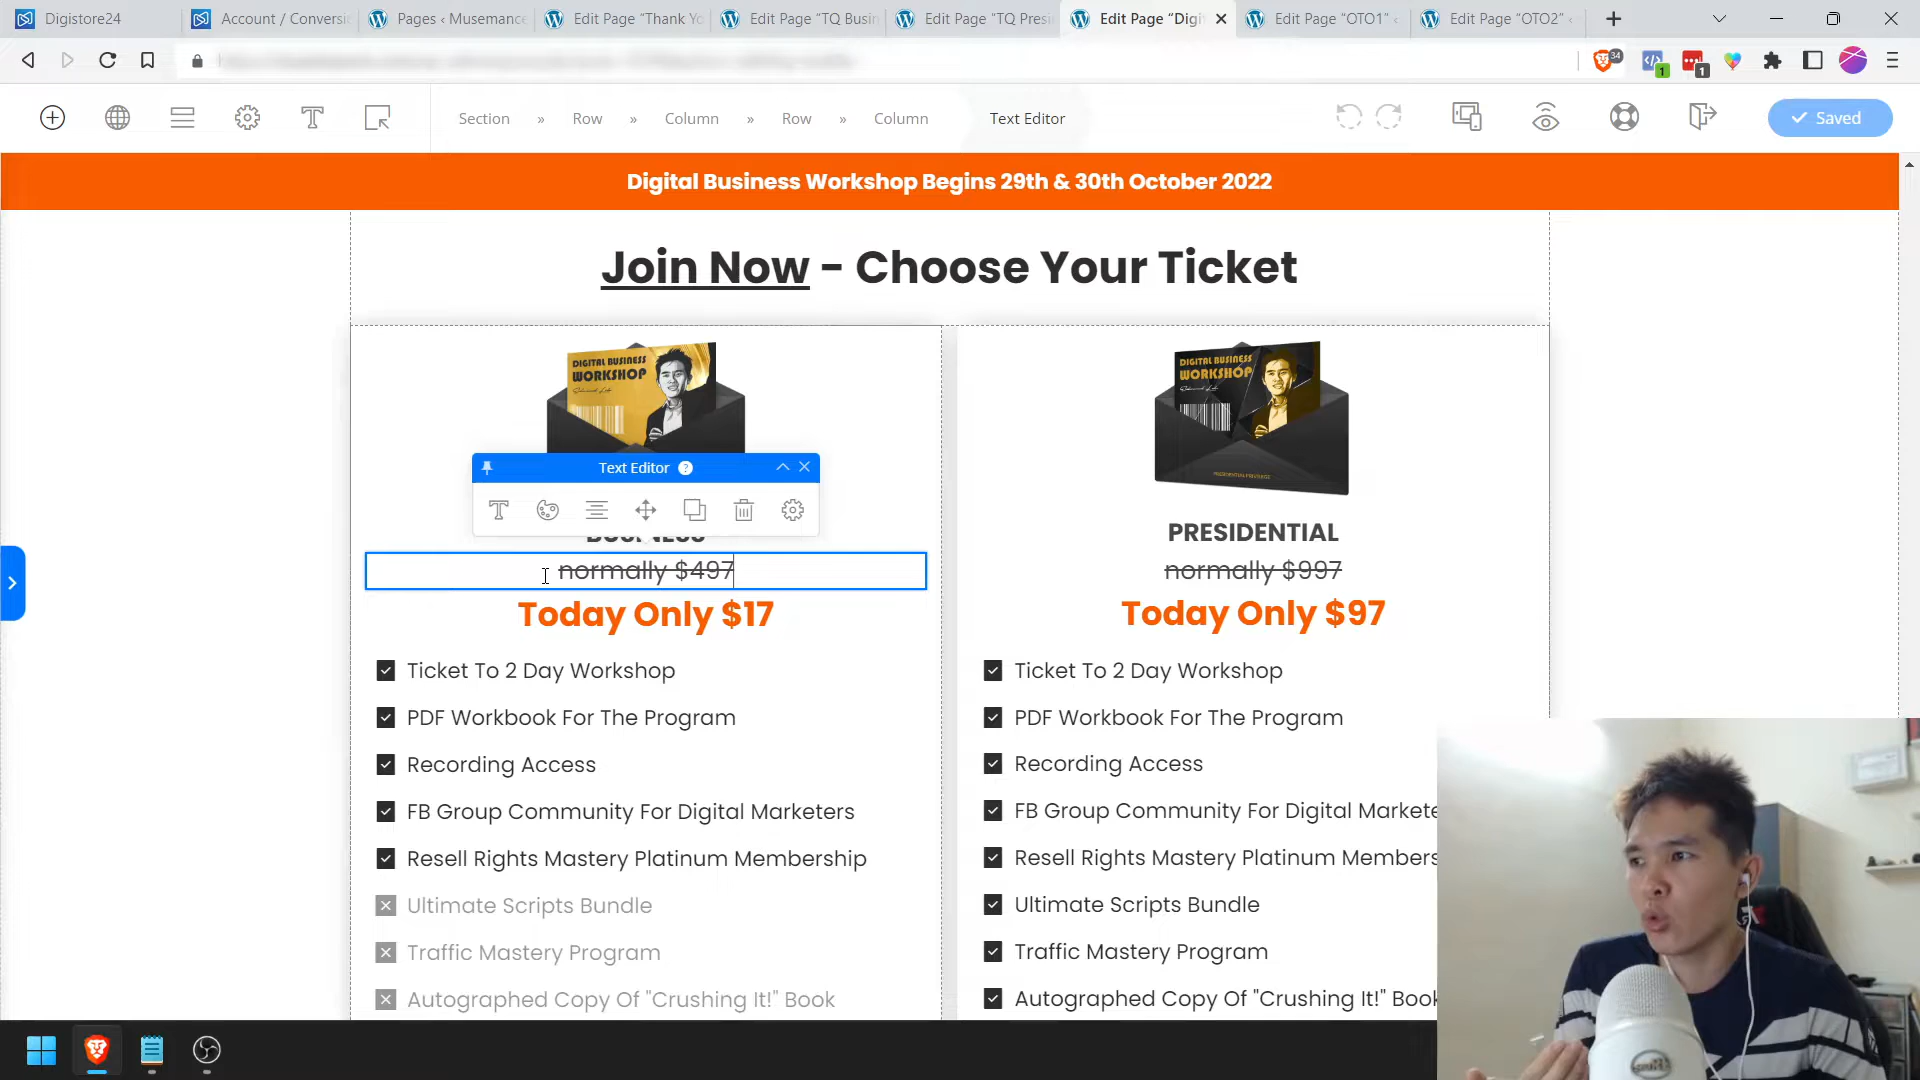 Digistore24
Account / Conversi
Pages ‹ Musemance
Edit Page “Thank Yo
Edit Page “TQ Busin
Edit Page “TQ Presi
Edit Page “Digi
Edit Page “OTO1” ‹
Edit Page “OTO2” ‹
34
1
1
Section » Row » Column » Row » Column
Text Editor
Saved
Digital Business Workshop Begins 29th & 30th October 2022
Join Now - Choose Your Ticket
DIGITAL BUSINESS
WORKSHOP
DIGITAL BUSINESS
WORKSHOP
PRESIDENTIAL PRIVILEGE
Text Editor ?
BUSINESS
normally $497
Today Only $17
Ticket To 2 Day Workshop
PDF Workbook For The Program
Recording Access
FB Group Community For Digital Marketers
Resell Rights Mastery Platinum Membership
Ultimate Scripts Bundle
Traffic Mastery Program
Autographed Copy Of "Crushing It!" Book
PRESIDENTIAL
normally $997
Today Only $97
Ticket To 2 Day Workshop
PDF Workbook For The Program
Recording Access
FB Group Community For Digital Markete
Resell Rights Mastery Platinum Members
Ultimate Scripts Bundle
Traffic Mastery Program
Autographed Copy Of "Crushing It!" Book